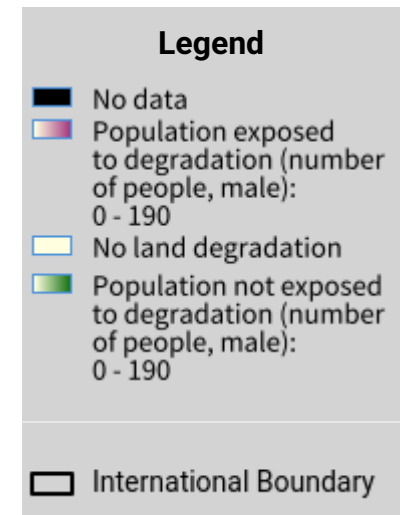 Legend
No data
Population exposed
to degradation (number
of people, male):
0 - 190
No land degradation
Population not exposed
to degradation (number
of people, male):
0 - 190
International Boundary